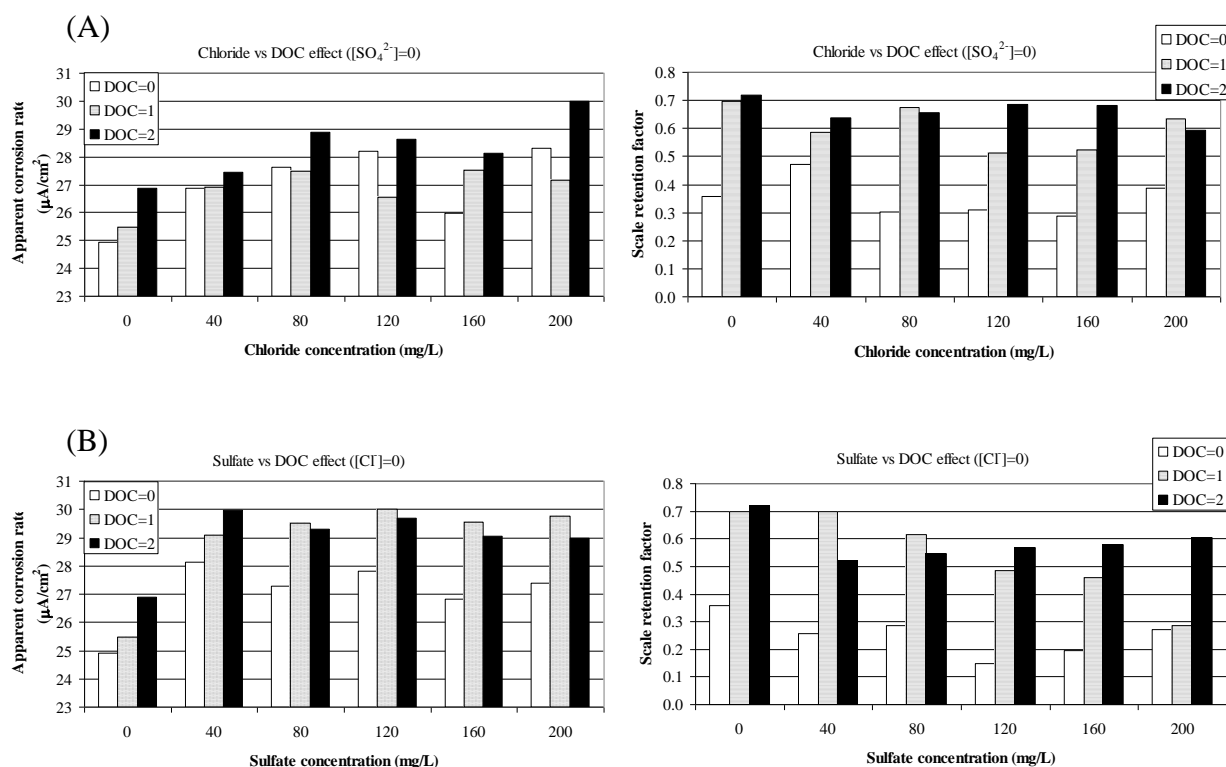 (A)
Chloride vs DOC effect ([SO₄²⁻]=0)
DOC=0
DOC=1
DOC=2
31
30
29
28
27
26
25
24
23
Apparent corrosion rate
(µA/cm²)
0 40 80 120 160 200
Chloride concentration (mg/L)
Chloride vs DOC effect ([SO₄²⁻]=0)
DOC=0
DOC=1
DOC=2
0.8
0.7
0.6
0.5
0.4
0.3
0.2
0.1
0.0
Scale retention factor
0 40 80 120 160 200
Chloride concentration (mg/L)
(B)
Sulfate vs DOC effect ([Cl⁻]=0)
DOC=0
DOC=1
DOC=2
31
30
29
28
27
26
25
24
23
Apparent corrosion rate
(µA/cm²)
0 40 80 120 160 200
Sulfate concentration (mg/L)
Sulfate vs DOC effect ([Cl⁻]=0)
DOC=0
DOC=1
DOC=2
0.8
0.7
0.6
0.5
0.4
0.3
0.2
0.1
0.0
Scale retention factor
0 40 80 120 160 200
Sulfate concentration (mg/L)